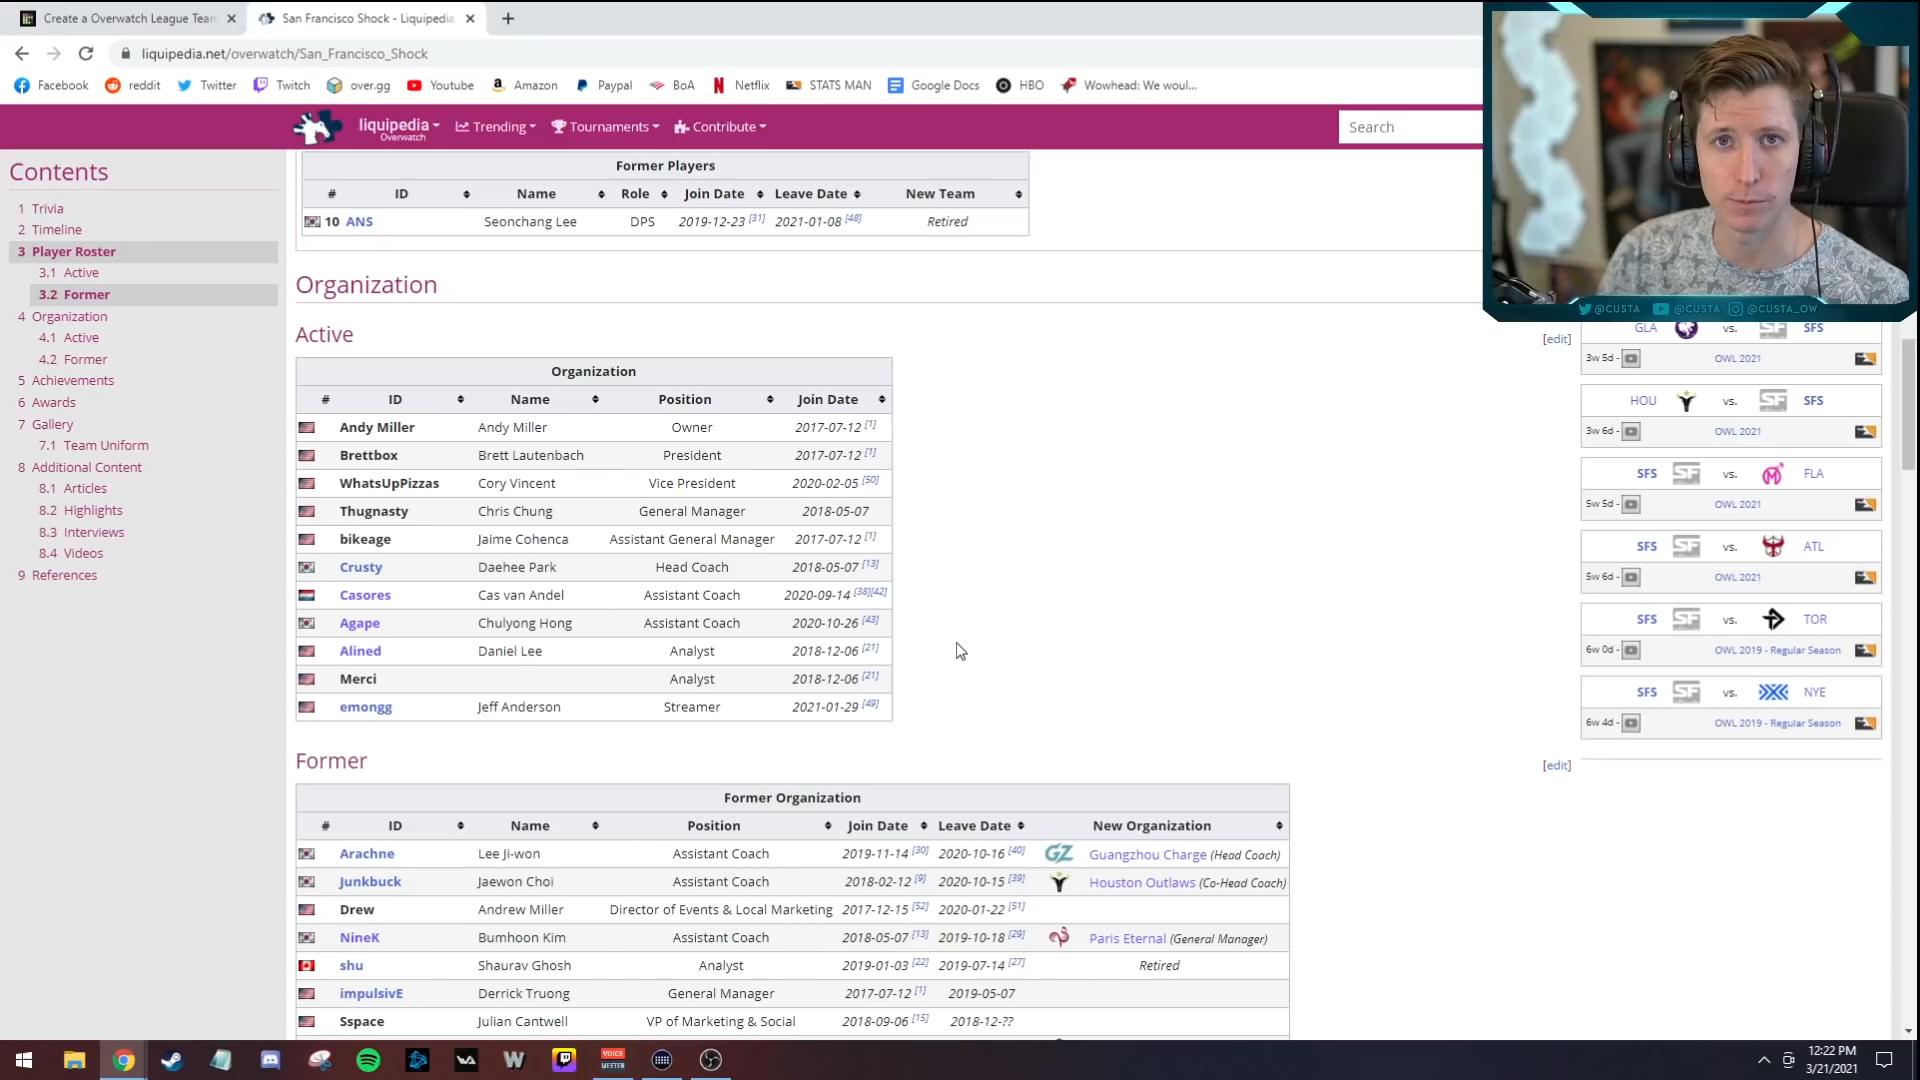 Create a Overwatch League Team
San Francisco Shock - Liquipedia
liquipedia.net/overwatch/San_Francisco_Shock
Facebook reddit Twitter Twitch over.gg Youtube Amazon Paypal BoA Netflix STATS MAN Google Docs HBO Wowhead: We woul...
liquipedia Overwatch Trending Tournaments Contribute Search
Contents
1 Trivia
2 Timeline
3 Player Roster
3.1 Active
3.2 Former
4 Organization
4.1 Active
4.2 Former
5 Achievements
6 Awards
7 Gallery
7.1 Team Uniform
8 Additional Content
8.1 Articles
8.2 Highlights
8.3 Interviews
8.4 Videos
9 References
Former Players
# ID Name Role Join Date Leave Date New Team
10 ANS Seonchang Lee DPS 2019-12-23 [31] 2021-01-08 [48] Retired
Organization
Active
[edit]
Organization
# ID Name Position Join Date
Andy Miller Andy Miller Owner 2017-07-12 [1]
Brettbox Brett Lautenbach President 2017-07-12 [1]
WhatsUpPizzas Cory Vincent Vice President 2020-02-05 [50]
Thugnasty Chris Chung General Manager 2018-05-07
bikeage Jaime Cohenca Assistant General Manager 2017-07-12 [1]
Crusty Daehee Park Head Coach 2018-05-07 [13]
Casores Cas van Andel Assistant Coach 2020-09-14 [38][42]
Agape Chulyong Hong Assistant Coach 2020-10-26 [43]
Alined Daniel Lee Analyst 2018-12-06 [21]
Merci Analyst 2018-12-06 [21]
emongg Jeff Anderson Streamer 2021-01-29 [49]
Former
[edit]
Former Organization
# ID Name Position Join Date Leave Date New Organization
Arachne Lee Ji-won Assistant Coach 2019-11-14 [30] 2020-10-16 [40] GZ Guangzhou Charge (Head Coach)
Junkbuck Jaewon Choi Assistant Coach 2018-02-12 [9] 2020-10-15 [39] Houston Outlaws (Co-Head Coach)
Drew Andrew Miller Director of Events & Local Marketing 2017-12-15 [52] 2020-01-22 [51]
NineK Bumhoon Kim Assistant Coach 2018-05-07 [13] 2019-10-18 [29] Paris Eternal (General Manager)
shu Shaurav Ghosh Analyst 2019-01-03 [22] 2019-07-14 [27] Retired
impulsivE Derrick Truong General Manager 2017-07-12 [1] 2019-05-07
Sspace Julian Cantwell VP of Marketing & Social 2018-09-06 [15] 2018-12-??
@CUSTA @CUSTA @CUSTA_OW
GLA vs. SF SFS
3w 5d - OWL 2021
HOU vs. SF SFS
3w 6d - OWL 2021
SFS SF vs. FLA
5w 5d - OWL 2021
SFS SF vs. ATL
5w 6d - OWL 2021
SFS SF vs. TOR
6w 0d - OWL 2019 - Regular Season
SFS SF vs. NYE
6w 4d - OWL 2019 - Regular Season
VOICE MEETER
12:22 PM
3/21/2021